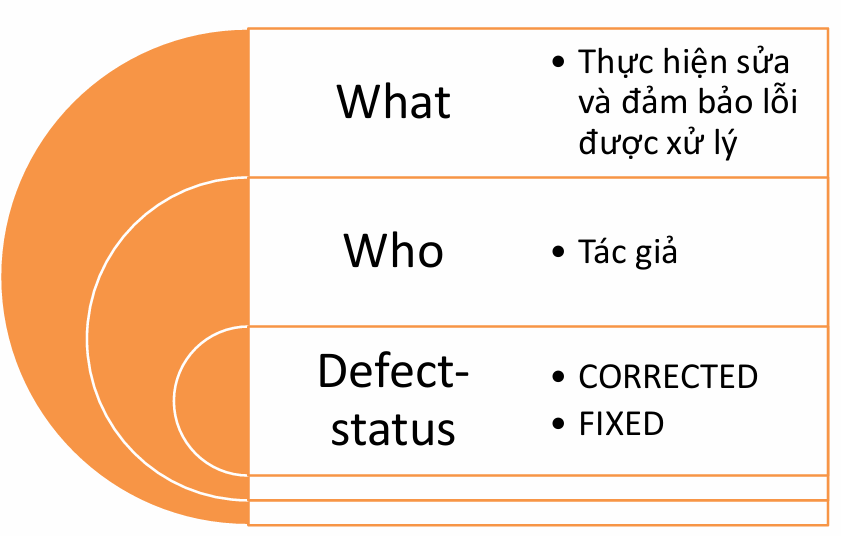 What
• Thực hiện sửa
và đảm bảo lỗi
được xử lý
Who
• Tác giả
Defect-
status
• CORRECTED
• FIXED